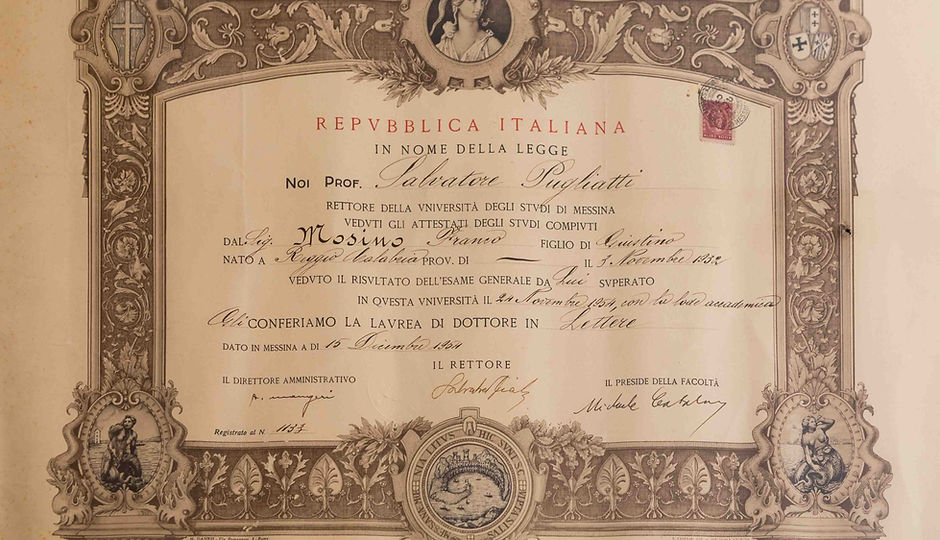 REPVBBLICA ITALIANA
IN NOME DELLA LEGGE
NOI PROF. Salvatore Pugliatti
RETTORE DELLA VNIVERSITÀ DEGLI STVDI DI MESSINA
VEDVTI GLI ATTESTATI DEGLI STVDI COMPIVTI
DAL Sig. Mosino Franco FIGLIO DI Giustino
NATO A Reggio Calabria PROV. DI — IL 3 Novembre 1932
VEDVTO IL RISVLTATO DELL'ESAME GENERALE DA Lui SVPERATO
IN QVESTA VNIVERSITÀ IL 24 Novembre 1954, con la lode accademica
Gli CONFERIAMO LA LAVREA DI DOTTORE IN Lettere
DATO IN MESSINA A DI 15 Dicembre 1954
IL RETTORE
IL DIRETTORE AMMINISTRATIVO
IL PRESIDE DELLA FACOLTÀ
Registrato al N. 1157